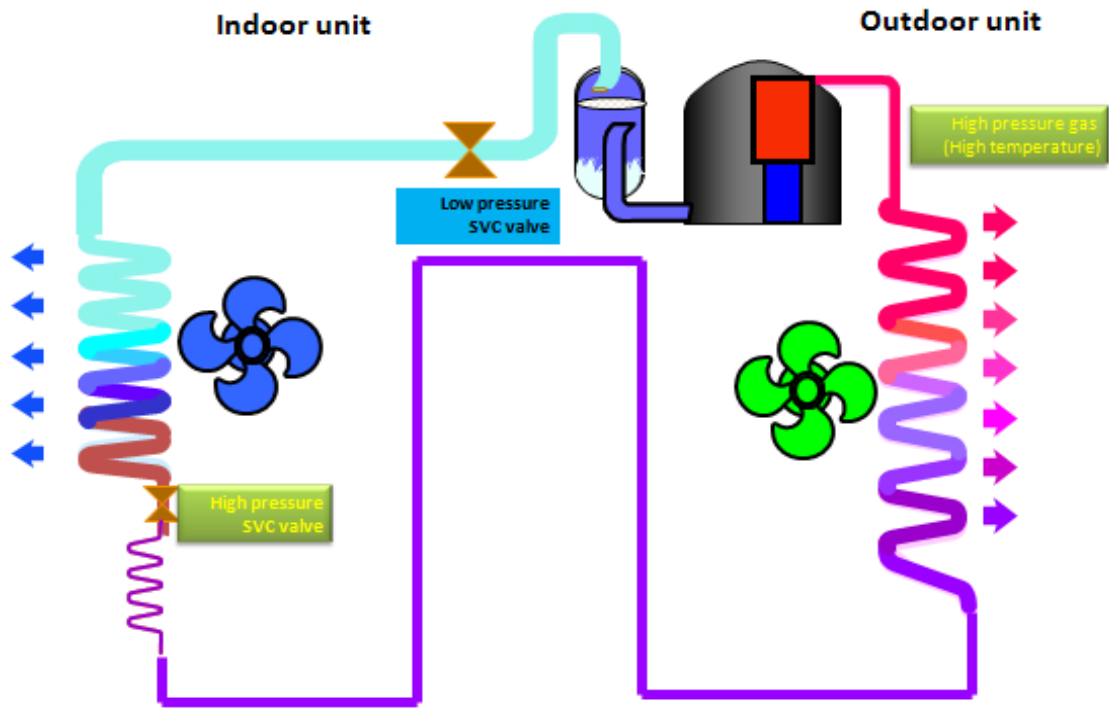 Indoor unit
Outdoor unit
High pressure gas
(High temperature)
Low pressure
SVC valve
High pressure
SVC valve